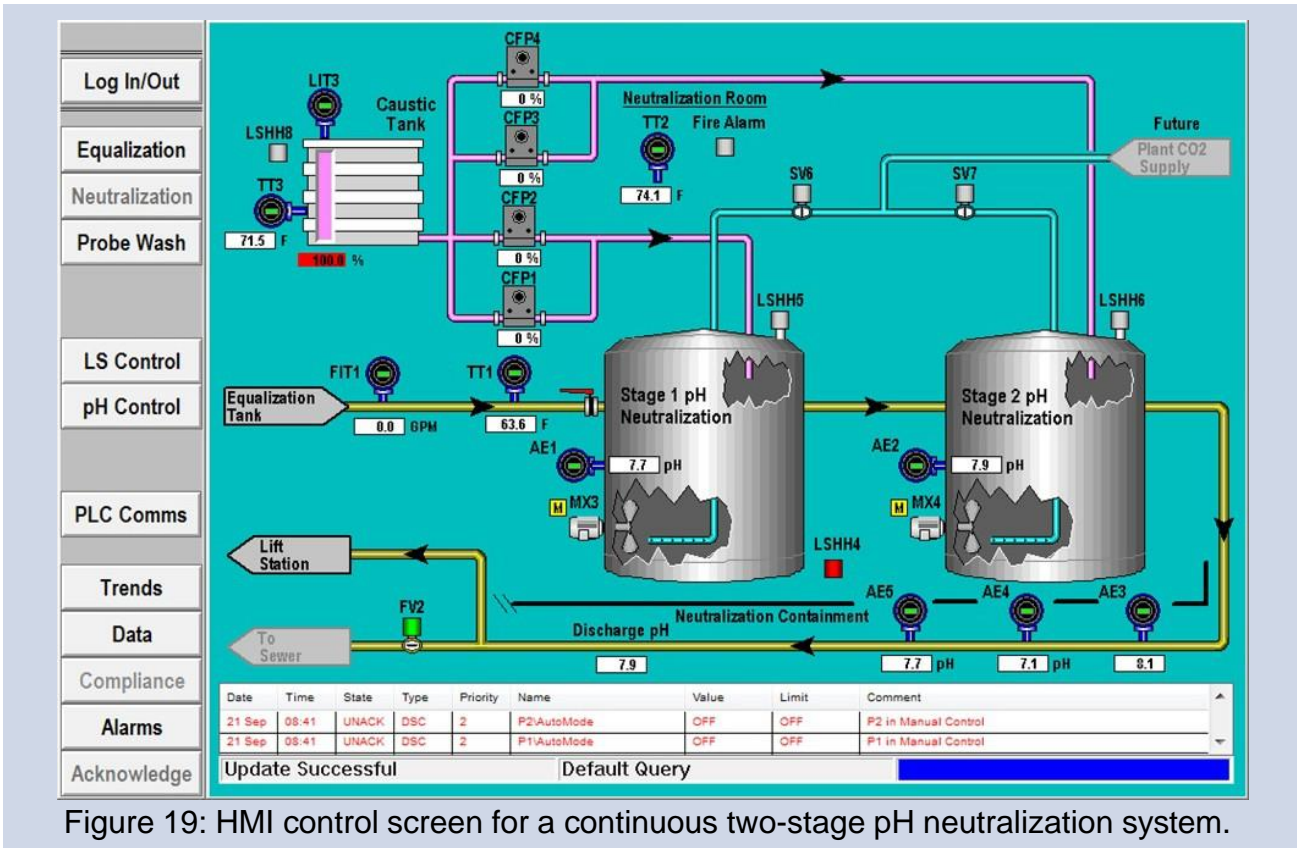 Log In/Out
Equalization
Neutralization
Probe Wash
LS Control
pH Control
PLC Comms
Trends
Data
Compliance
Alarms
Acknowledge
CFP4
0 %
LIT3
Caustic
Tank
LSHH8
TT3
71.5 F
100.0 %
CFP3
0 %
CFP2
0 %
CFP1
0 %
Neutralization Room
TT2
Fire Alarm
74.1 F
Future
Plant CO2
Supply
SV6
SV7
LSHH5
LSHH6
FIT1
TT1
Equalization
Tank
0.0 GPM
63.6 F
Stage 1 pH
Neutralization
Stage 2 pH
Neutralization
AE1
7.7 pH
AE2
7.9 pH
M
MX3
M
MX4
LSHH4
Lift
Station
FV2
To
Sewer
Neutralization Containment
Discharge pH
7.9
AE5
7.7 pH
AE4
7.1 pH
AE3
8.1
Date Time State Type Priority Name Value Limit Comment
21 Sep 08:41 UNACK DSC 2 P2\AutoMode OFF OFF P2 in Manual Control
21 Sep 08:41 UNACK DSC 2 P1\AutoMode OFF OFF P1 in Manual Control
Update Successful Default Query
Figure 19: HMI control screen for a continuous two-stage pH neutralization system.